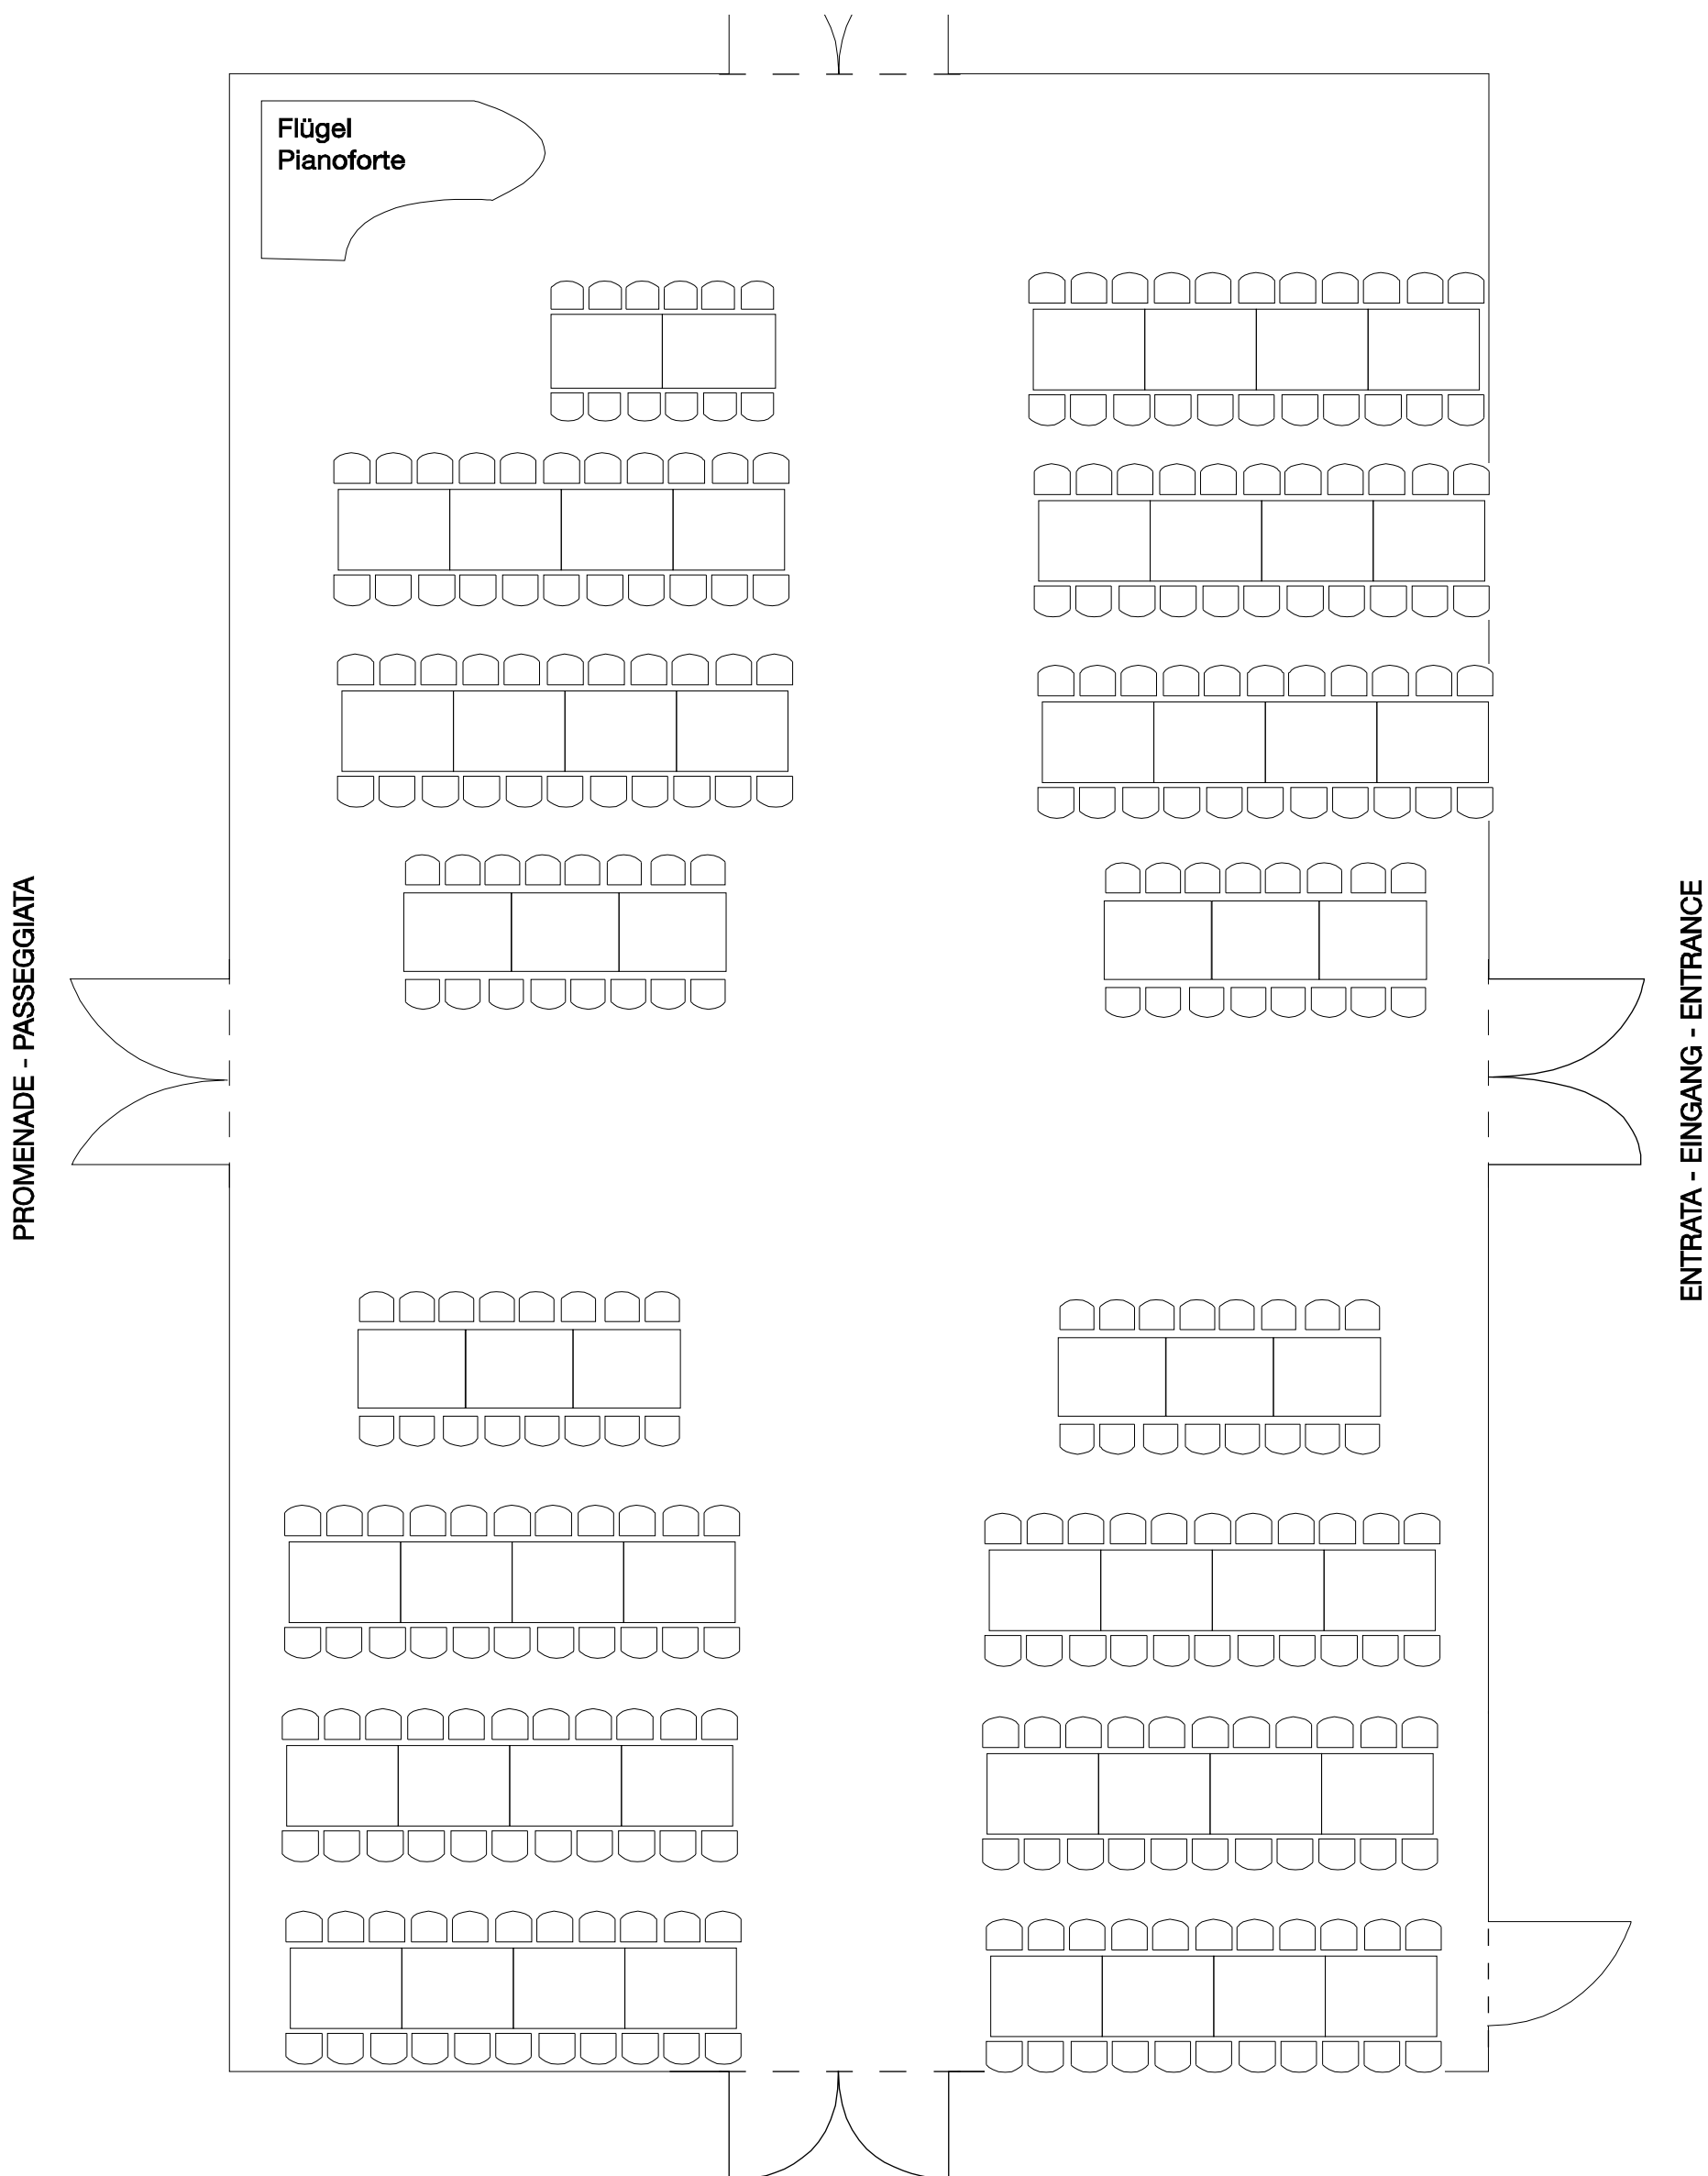 Flügel
Pianoforte
PROMENADE - PASSEGGIATA
ENTRATA - EINGANG - ENTRANCE